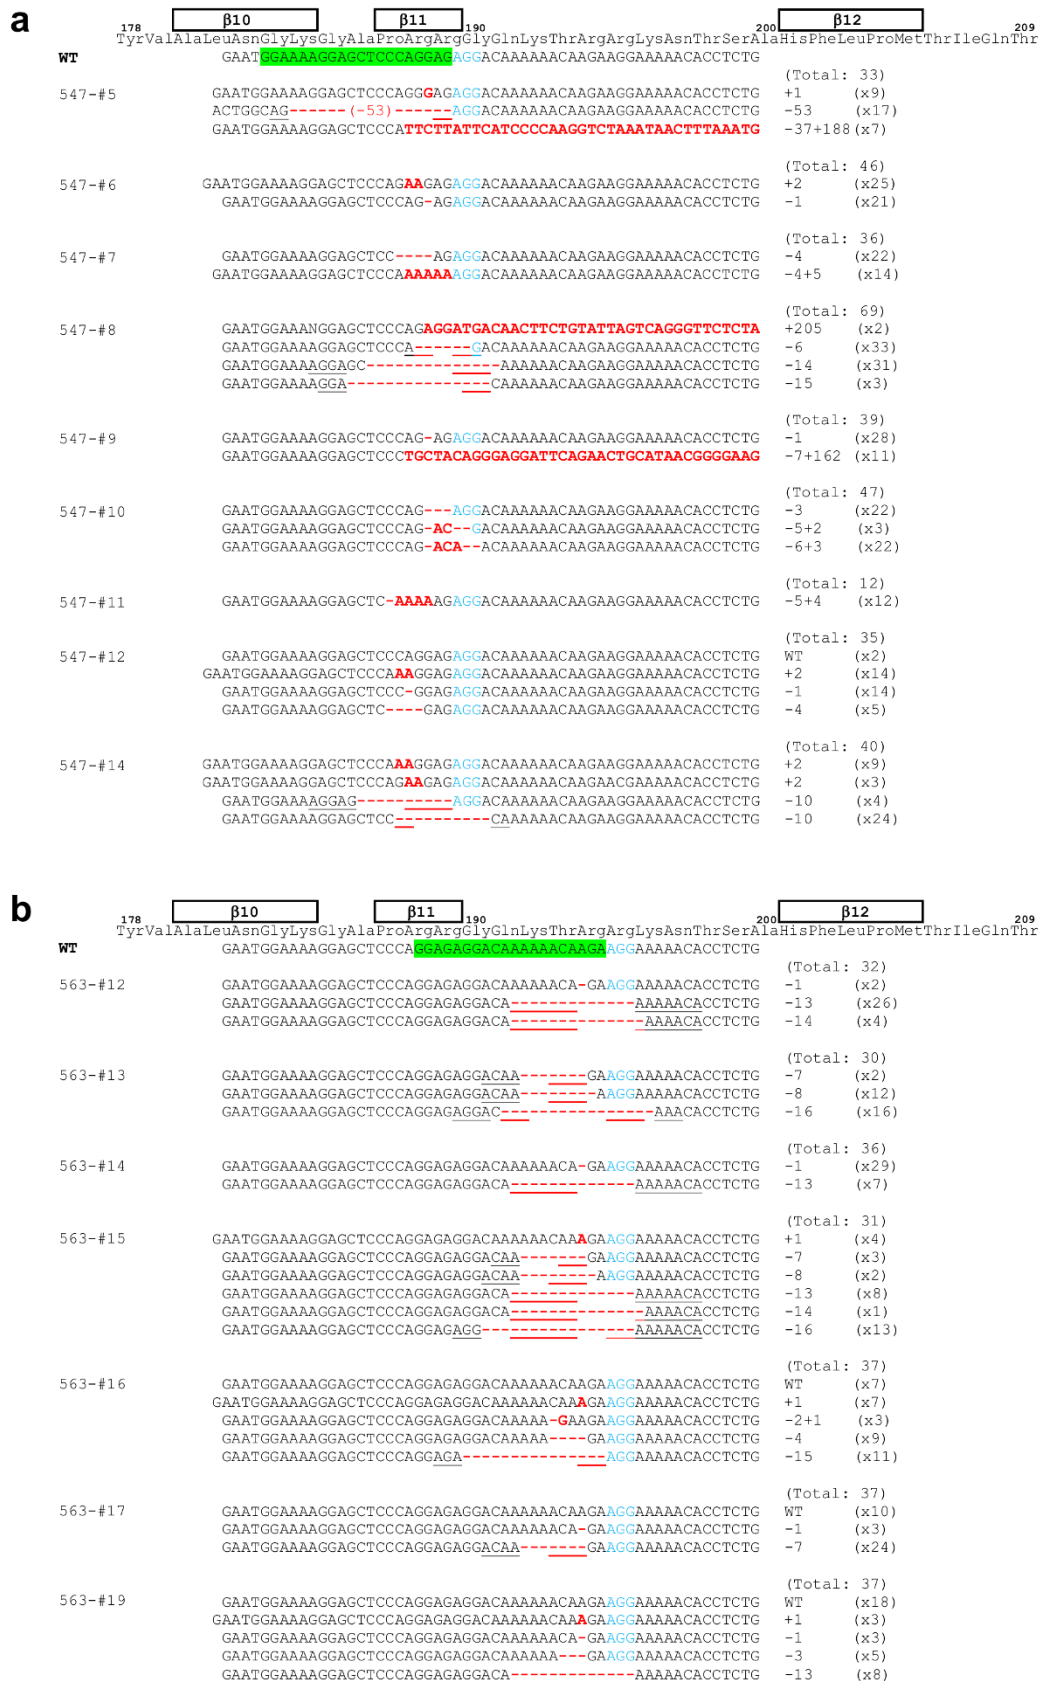 a
β10 β11 β12
178 190 200 209
TyrValAlaLeuAsnGlyLysGlyAlaProArgArgGlyGlnLysThrArgArgLysAsnThrSerAlaHisPheLeuProMetThrIleGlnThr
WT GAATGGAAAAGGAGCTCCCAGGAGAGGACAAAAAACAAGAAGGAAAAACACCTCTG
(Total: 33)
547-#5 GAATGGAAAAGGAGCTCCCAGGGAGAGGACAAAAAACAAGAAGGAAAAACACCTCTG +1 (x9)
ACTGGCAG------(-53)------AGGACAAAAAACAAGAAGGAAAAACACCTCTG -53 (x17)
GAATGGAAAAGGAGCTCCCATTCTTATTCATCCCCAAGGTCTAAATAACTTTAAATG -37+188 (x7)
(Total: 46)
547-#6 GAATGGAAAAGGAGCTCCCAGAAGAGAGGACAAAAAACAAGAAGGAAAAACACCTCTG +2 (x25)
GAATGGAAAAGGAGCTCCCAG-AGAGGACAAAAAACAAGAAGGAAAAACACCTCTG -1 (x21)
(Total: 36)
547-#7 GAATGGAAAAGGAGCTCC----AGAGGACAAAAAACAAGAAGGAAAAACACCTCTG -4 (x22)
GAATGGAAAAGGAGCTCCCAAAAAAGGACAAAAAACAAGAAGGAAAAACACCTCTG -4+5 (x14)
(Total: 69)
547-#8 GAATGGAAANGGAGCTCCCAGAGGATGACAACTTCTGTATTAGTCAGGGTTCTCTA +205 (x2)
GAATGGAAAAGGAGCTCCCA------GACAAAAAACAAGAAGGAAAAACACCTCTG -6 (x33)
GAATGGAAAAGGAGC--------------AAAAAACAAGAAGGAAAAACACCTCTG -14 (x31)
GAATGGAAAAGGA---------------CAAAAAACAAGAAGGAAAAACACCTCTG -15 (x3)
(Total: 39)
547-#9 GAATGGAAAAGGAGCTCCCAG-AGAGGACAAAAAACAAGAAGGAAAAACACCTCTG -1 (x28)
GAATGGAAAAGGAGCTCCCTGCTACAGGGAGGATTCAGAACTGCATAACGGGGAAG -7+162 (x11)
(Total: 47)
547-#10 GAATGGAAAAGGAGCTCCCAG---AGGACAAAAAACAAGAAGGAAAAACACCTCTG -3 (x22)
GAATGGAAAAGGAGCTCCCAG-AC--GACAAAAAACAAGAAGGAAAAACACCTCTG -5+2 (x3)
GAATGGAAAAGGAGCTCCCAG-ACA--ACAAAAAACAAGAAGGAAAAACACCTCTG -6+3 (x22)
(Total: 12)
547-#11 GAATGGAAAAGGAGCTC-AAAAAGAGGACAAAAAACAAGAAGGAAAAACACCTCTG -5+4 (x12)
(Total: 35)
547-#12 GAATGGAAAAGGAGCTCCCAGGAGAGGACAAAAAACAAGAAGGAAAAACACCTCTG WT (x2)
GAATGGAAAAGGAGCTCCCAAAGGAGAGGACAAAAAACAAGAAGGAAAAACACCTCTG +2 (x14)
GAATGGAAAAGGAGCTCCC-GGAGAGGACAAAAAACAAGAAGGAAAAACACCTCTG -1 (x14)
GAATGGAAAAGGAGCTC----GAGAGGACAAAAAACAAGAAGGAAAAACACCTCTG -4 (x5)
(Total: 40)
547-#14 GAATGGAAAAGGAGCTCCCAAAGGAGAGGACAAAAAACAAGAAGGAAAAACACCTCTG +2 (x9)
GAATGGAAAAGGAGCTCCCAGAAGAGAGGACAAAAAACAAGAACGAAAAACACCTCTG +2 (x3)
GAATGGAAAAGGAG----------AGGACAAAAAACAAGAAGGAAAAACACCTCTG -10 (x4)
GAATGGAAAAGGAGCTCC----------CAAAAAACAAGAAGGAAAAACACCTCTG -10 (x24)
b
β10 β11 β12
178 190 200 209
TyrValAlaLeuAsnGlyLysGlyAlaProArgArgGlyGlnLysThrArgArgLysAsnThrSerAlaHisPheLeuProMetThrIleGlnThr
WT GAATGGAAAAGGAGCTCCCAGGAGAGGACAAAAAACAAGAAGGAAAAACACCTCTG
(Total: 32)
563-#12 GAATGGAAAAGGAGCTCCCAGGAGAGGACAAAAAACA-GAAGGAAAAACACCTCTG -1 (x2)
GAATGGAAAAGGAGCTCCCAGGAGAGGACA-------------AAAAACACCTCTG -13 (x26)
GAATGGAAAAGGAGCTCCCAGGAGAGGACA--------------AAAACACCTCTG -14 (x4)
(Total: 30)
563-#13 GAATGGAAAAGGAGCTCCCAGGAGAGGACAA-------GAAGGAAAAACACCTCTG -7 (x2)
GAATGGAAAAGGAGCTCCCAGGAGAGGACAA--------AAGGAAAAACACCTCTG -8 (x12)
GAATGGAAAAGGAGCTCCCAGGAGAGGAC----------------AAACACCTCTG -16 (x16)
(Total: 36)
563-#14 GAATGGAAAAGGAGCTCCCAGGAGAGGACAAAAAACA-GAAGGAAAAACACCTCTG -1 (x29)
GAATGGAAAAGGAGCTCCCAGGAGAGGACA-------------AAAAACACCTCTG -13 (x7)
(Total: 31)
563-#15 GAATGGAAAAGGAGCTCCCAGGAGAGGACAAAAAACAAAGAAGGAAAAACACCTCTG +1 (x4)
GAATGGAAAAGGAGCTCCCAGGAGAGGACAA-------GAAGGAAAAACACCTCTG -7 (x3)
GAATGGAAAAGGAGCTCCCAGGAGAGGACAA--------AAGGAAAAACACCTCTG -8 (x2)
GAATGGAAAAGGAGCTCCCAGGAGAGGACA-------------AAAAACACCTCTG -13 (x8)
GAATGGAAAAGGAGCTCCCAGGAGAGGACA--------------AAAACACCTCTG -14 (x1)
GAATGGAAAAGGAGCTCCCAGGAGAGG----------------AAAAACACCTCTG -16 (x13)
(Total: 37)
563-#16 GAATGGAAAAGGAGCTCCCAGGAGAGGACAAAAAACAAGAAGGAAAAACACCTCTG WT (x7)
GAATGGAAAAGGAGCTCCCAGGAGAGGACAAAAAACAAAGAAGGAAAAACACCTCTG +1 (x7)
GAATGGAAAAGGAGCTCCCAGGAGAGGACAAAAA-GAAGAAGGAAAAACACCTCTG -2+1 (x3)
GAATGGAAAAGGAGCTCCCAGGAGAGGACAAAAA----GAAGGAAAAACACCTCTG -4 (x9)
GAATGGAAAAGGAGCTCCCAGGAGA---------------AGGAAAAACACCTCTG -15 (x11)
(Total: 37)
563-#17 GAATGGAAAAGGAGCTCCCAGGAGAGGACAAAAAACAAGAAGGAAAAACACCTCTG WT (x10)
GAATGGAAAAGGAGCTCCCAGGAGAGGACAAAAAACA-GAAGGAAAAACACCTCTG -1 (x3)
GAATGGAAAAGGAGCTCCCAGGAGAGGACAA-------GAAGGAAAAACACCTCTG -7 (x24)
(Total: 37)
563-#19 GAATGGAAAAGGAGCTCCCAGGAGAGGACAAAAAACAAGAAGGAAAAACACCTCTG WT (x18)
GAATGGAAAAGGAGCTCCCAGGAGAGGACAAAAAACAAAGAAGGAAAAACACCTCTG +1 (x3)
GAATGGAAAAGGAGCTCCCAGGAGAGGACAAAAAACA-GAAGGAAAAACACCTCTG -1 (x3)
GAATGGAAAAGGAGCTCCCAGGAGAGGACAAAAAA---GAAGGAAAAACACCTCTG -3 (x5)
GAATGGAAAAGGAGCTCCCAGGAGAGGACA-------------AAAAACACCTCTG -13 (x8)